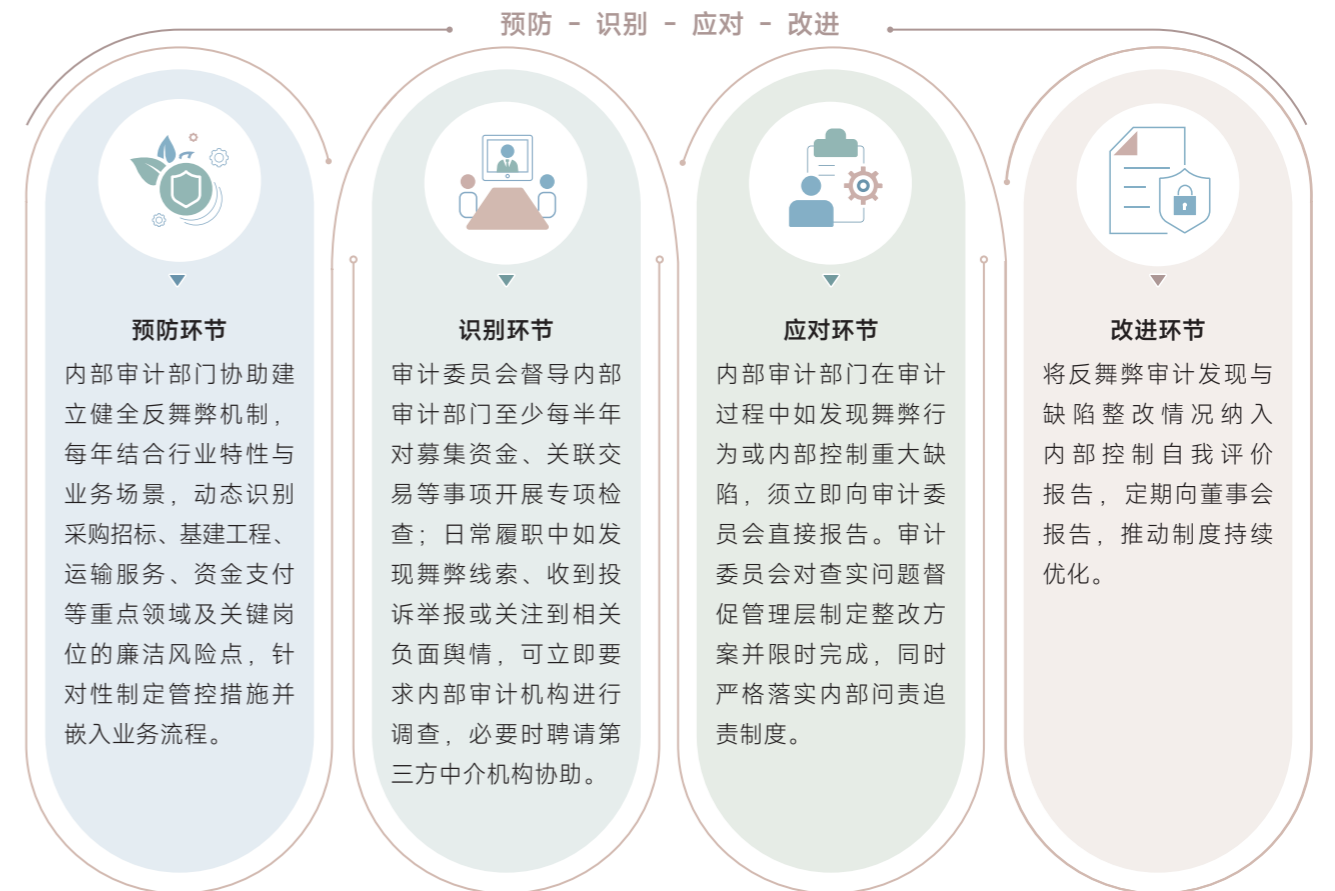 预防 - 识别 - 应对 - 改进
预防环节
内部审计部门协助建
立健全反舞弊机制，
每年结合行业特性与
业务场景，动态识别
采购招标、基建工程、
运输服务、资金支付
等重点领域及关键岗
位的廉洁风险点，针
对性制定管控措施并
嵌入业务流程。
识别环节
审计委员会督导内部
审计部门至少每半年
对募集资金、关联交
易等事项开展专项检
查；日常履职中如发
现舞弊线索、收到投
诉举报或关注到相关
负面舆情，可立即要
求内部审计机构进行
调查，必要时聘请第
三方中介机构协助。
应对环节
内部审计部门在审计
过程中如发现舞弊行
为或内部控制重大缺
陷，须立即向审计委
员会直接报告。审计
委员会对查实问题督
促管理层制定整改方
案并限时完成，同时
严格落实内部问责追
责制度。
改进环节
将反舞弊审计发现与
缺陷整改情况纳入
内部控制自我评价
报告，定期向董事会
报告，推动制度持续
优化。